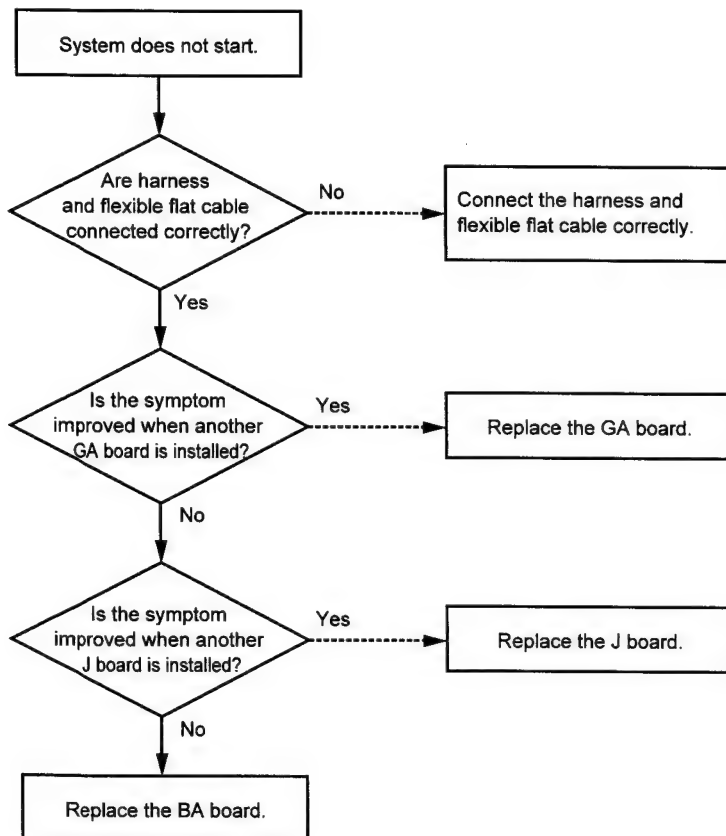 System does not start.
Are harness
and flexible flat cable
connected correctly?
No
Connect the harness and
flexible flat cable correctly.
Yes
Is the symptom
improved when another
GA board is installed?
Yes
Replace the GA board.
No
Is the symptom
improved when another
J board is installed?
Yes
Replace the J board.
No
Replace the BA board.